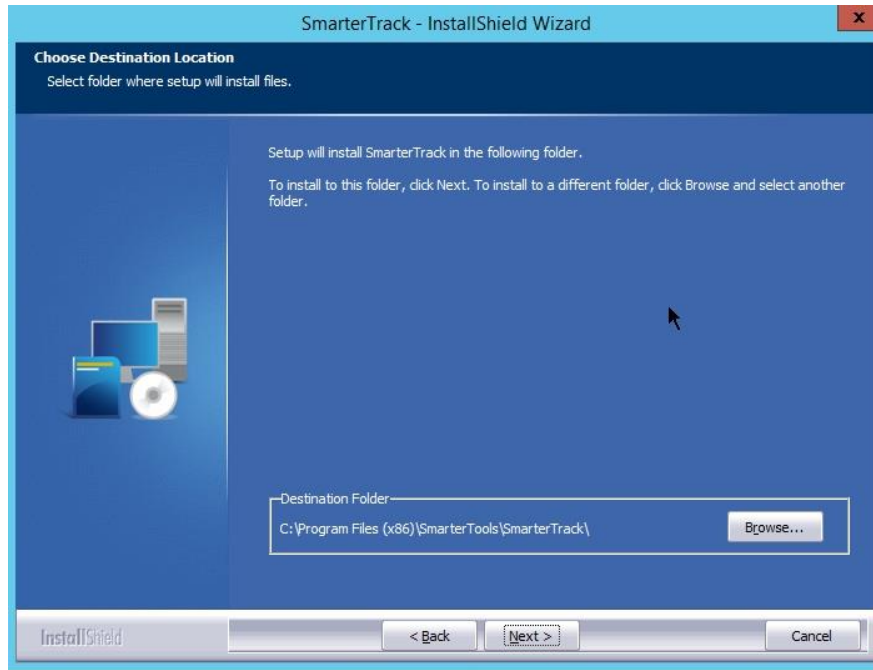 SmarterTrack - InstallShield Wizard
x
Choose Destination Location
Select folder where setup will install files.
Setup will install SmarterTrack in the following folder.
To install to this folder, click Next. To install to a different folder, click Browse and select another
folder.
Destination Folder
C:\Program Files (x86)\SmarterTools\SmarterTrack\
Browse...
InstallShield
< Back
Next >
Cancel